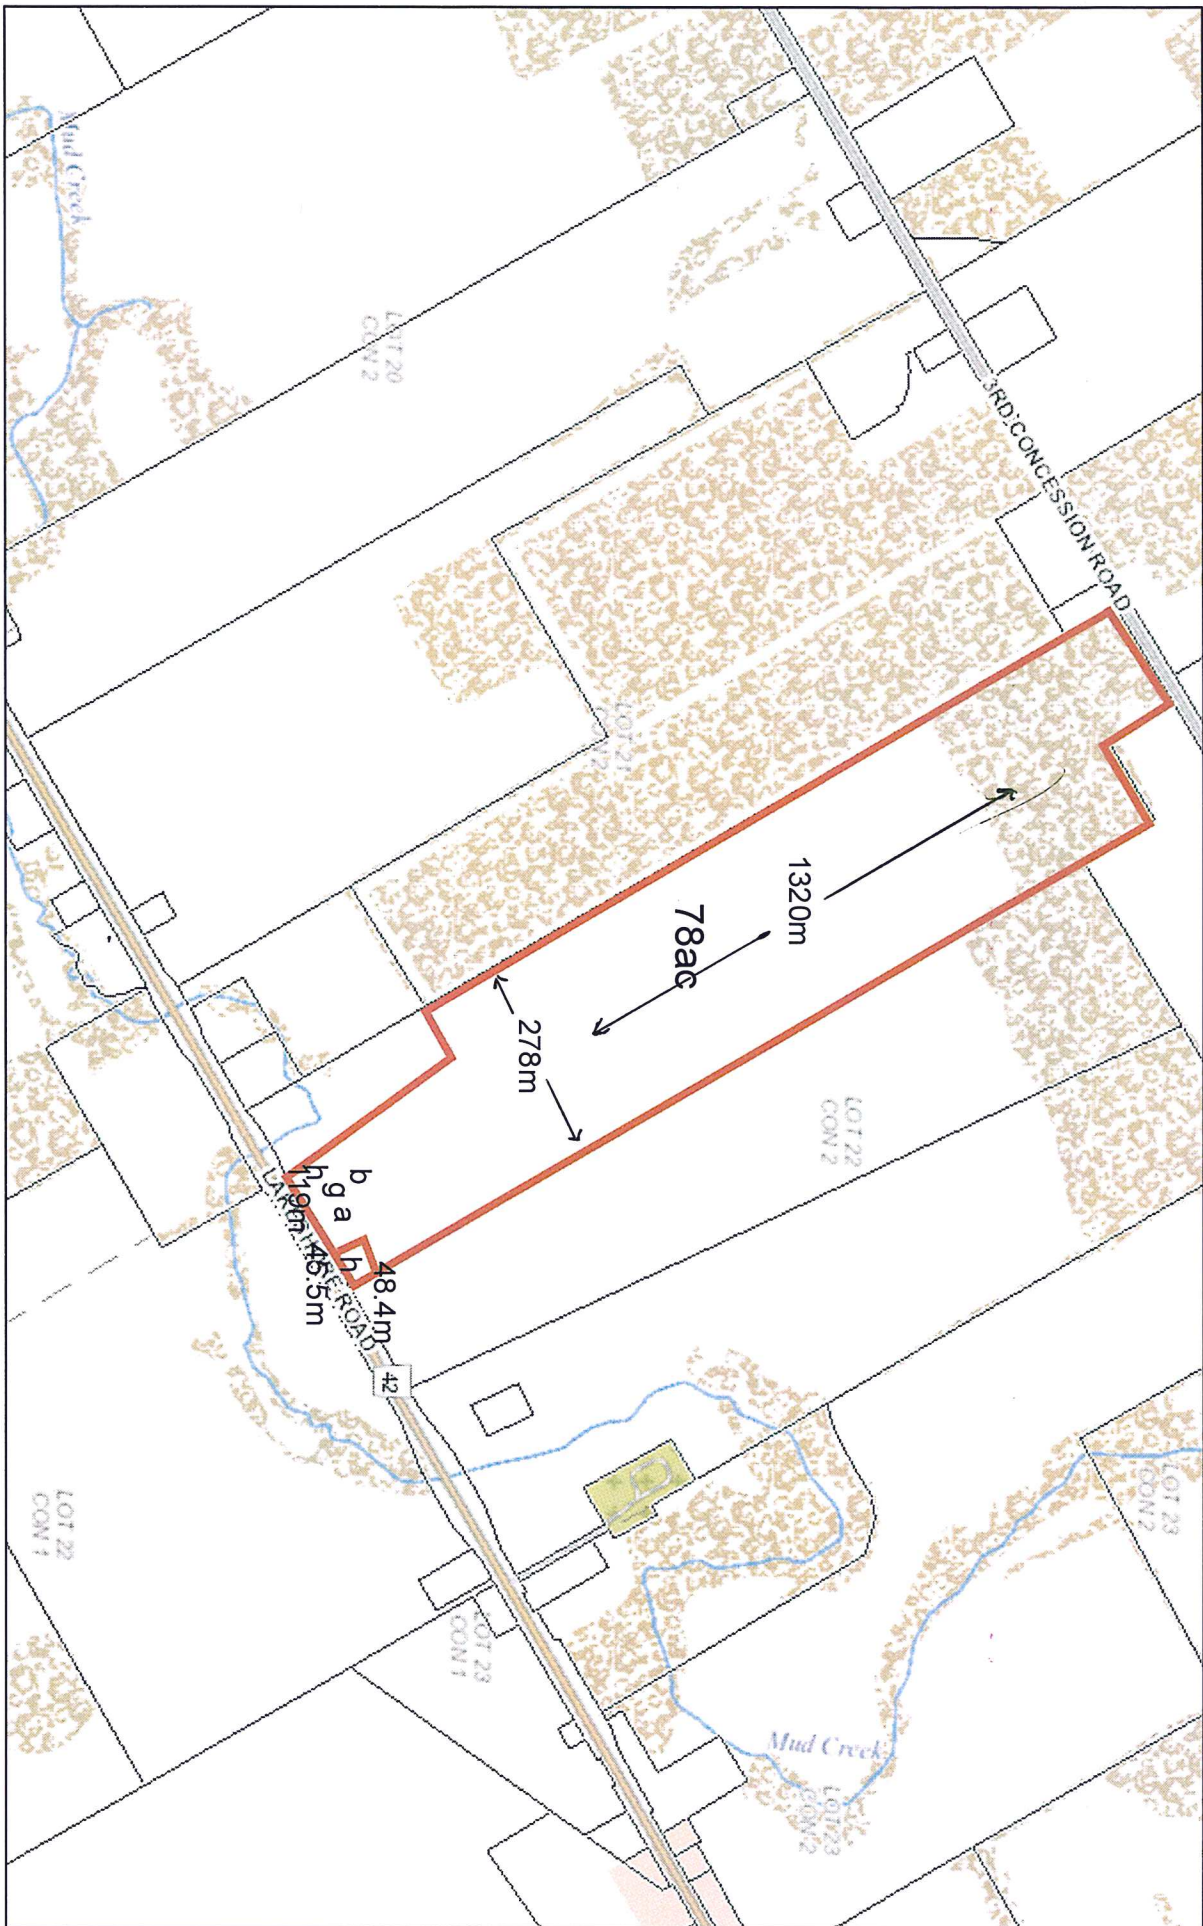 Mud Creek
LOT 20
CON 2
3RD CONCESSION ROAD
LOT 21
CON 2
1320m
78ac
278m
LOT 22
CON 2
b
h
g a
h
119m
46.5m
48.4m
ROAD
42
LOT 22
CON 1
LOT 23
CON 1
LOT 23
CON 2
Mud Creek
LOT 23
CON 2